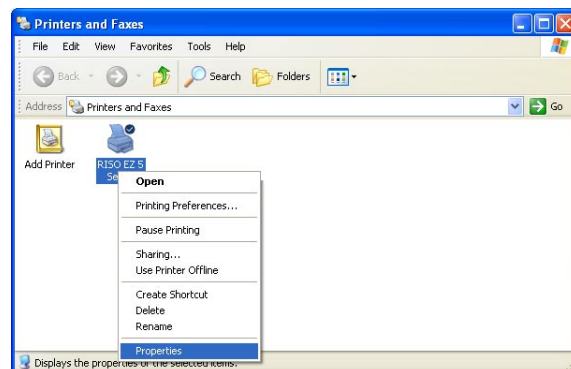 Printers and Faxes
File Edit View Favorites Tools Help
Back Search Folders
Address Printers and Faxes Go
Add Printer
RISO EZ 5
Se
Open
Printing Preferences...
Pause Printing
Sharing...
Use Printer Offline
Create Shortcut
Delete
Rename
Properties
Displays the properties of the selected items.